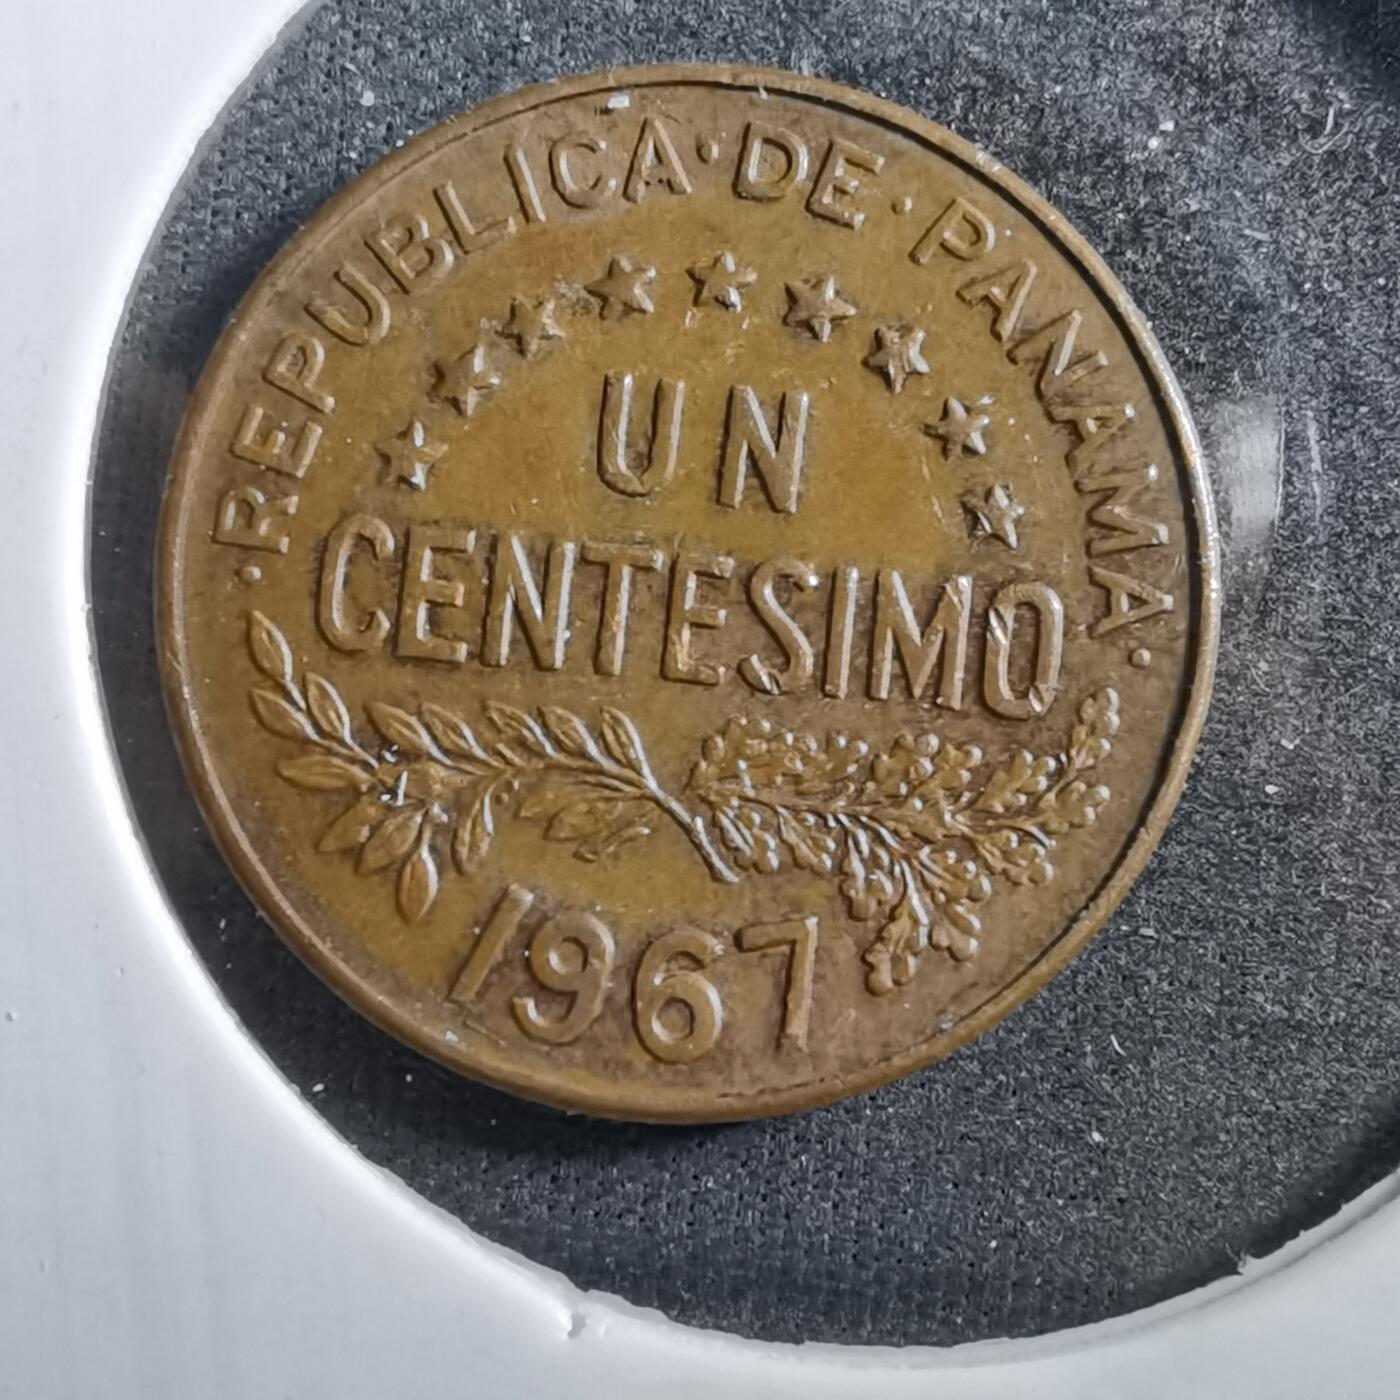 ·REPUBLICA·DE·PANAMA·
UN
CENTESIMO
1967